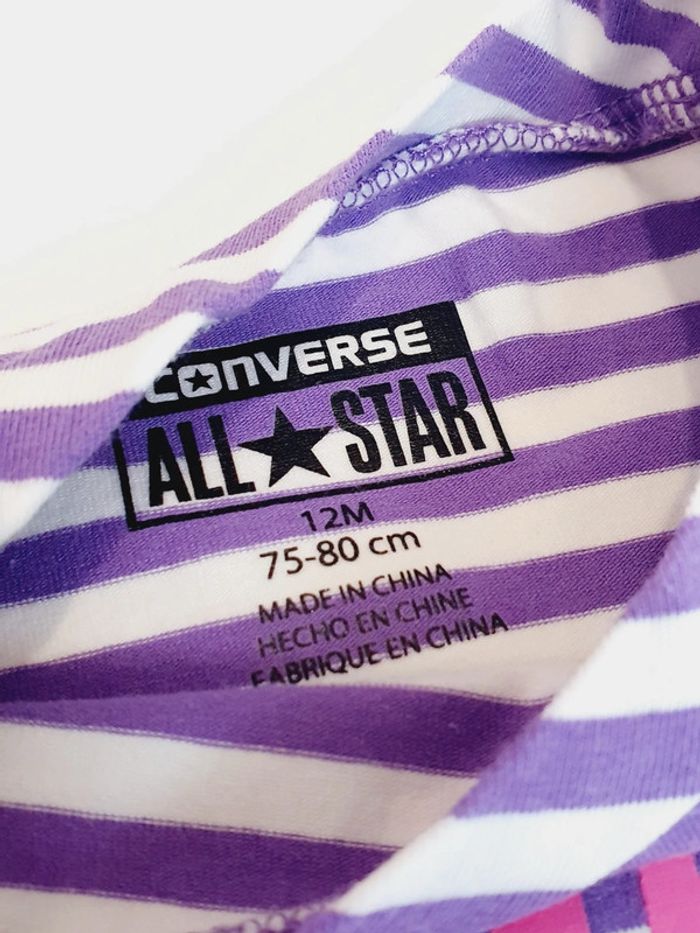 CONVERSE
ALL STAR
12M
75-80 cm
MADE IN CHINA
HECHO EN CHINE
FABRIQUE EN CHINA